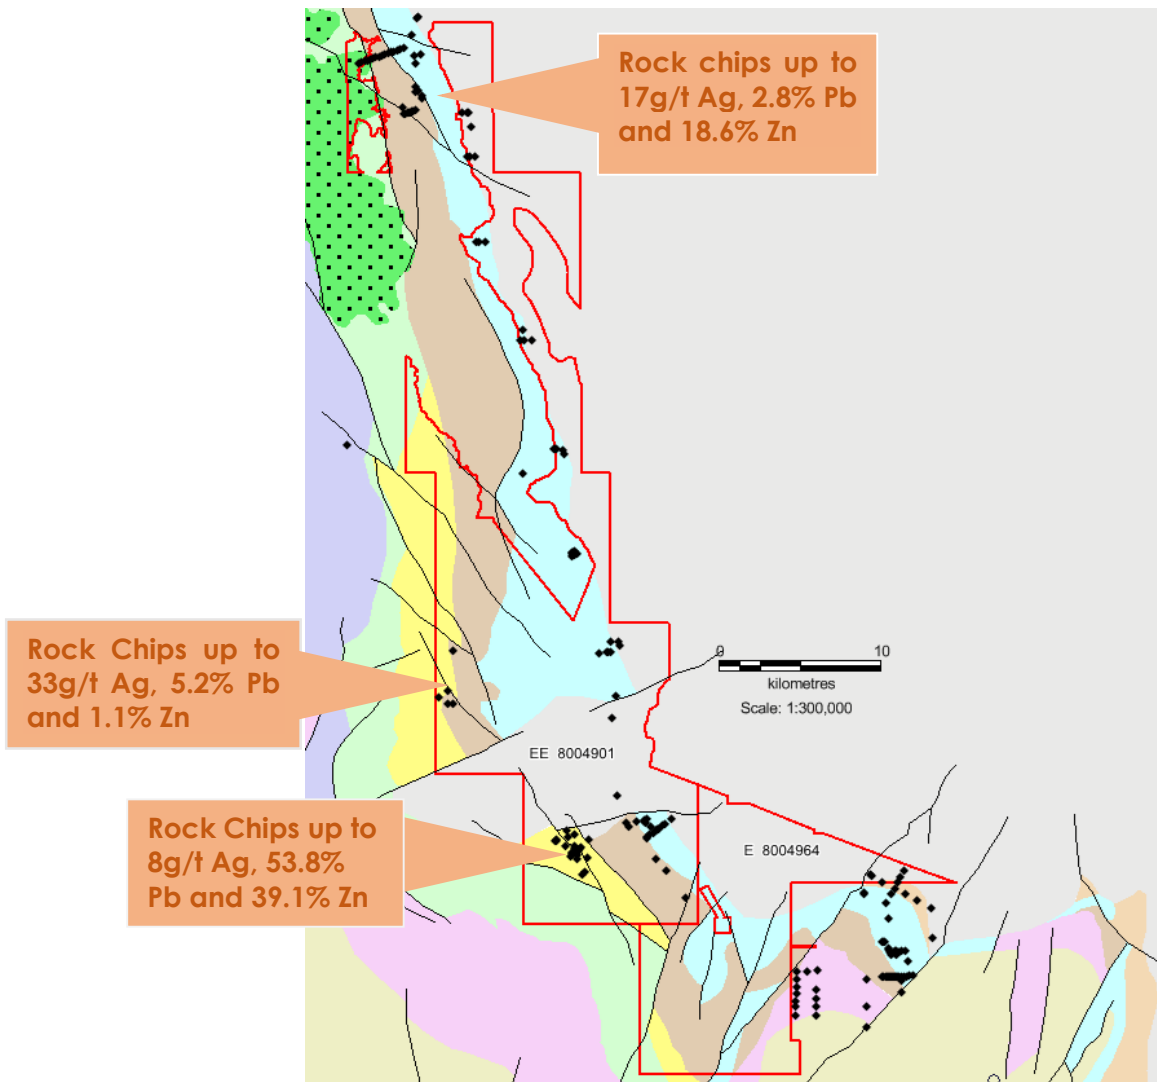 Rock chips up to
17g/t Ag, 2.8% Pb
and 18.6% Zn
Rock Chips up to
33g/t Ag, 5.2% Pb
and 1.1% Zn
0 10
kilometres
Scale: 1:300,000
EE 8004901
Rock Chips up to
8g/t Ag, 53.8%
Pb and 39.1% Zn
E 8004964